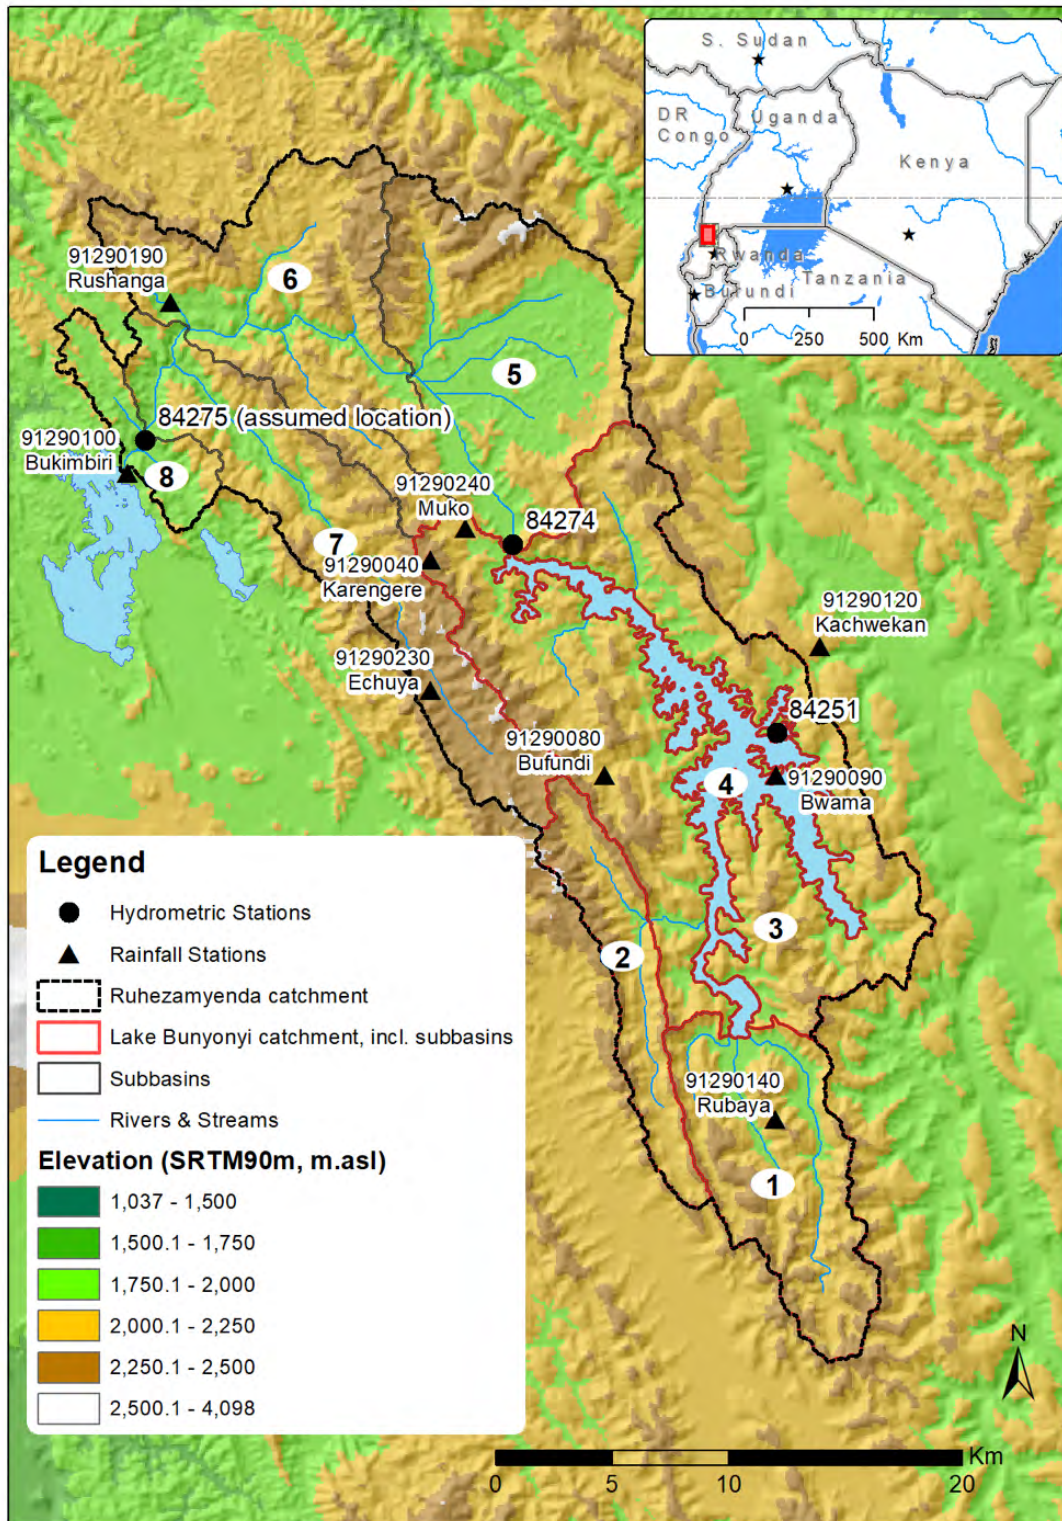 S. Sudan
DR
Congo
Uganda
Kenya
Rwanda
Burundi
Tanzania
0 250 500 Km
91290190
Rushanga
6
5
84275 (assumed location)
91290100
Bukimbiri
8
91290240
Muko
84274
7
91290040
Karengere
91290120
Kachwekan
91290230
Echuya
84251
91290080
Bufundi
4
91290090
Bwama
3
2
91290140
Rubaya
1
Legend
Hydrometric Stations
Rainfall Stations
Ruhezamyenda catchment
Lake Bunyonyi catchment, incl. subbasins
Subbasins
Rivers & Streams
Elevation (SRTM90m, m.asl)
1,037 - 1,500
1,500.1 - 1,750
1,750.1 - 2,000
2,000.1 - 2,250
2,250.1 - 2,500
2,500.1 - 4,098
N
Km
0 5 10 20